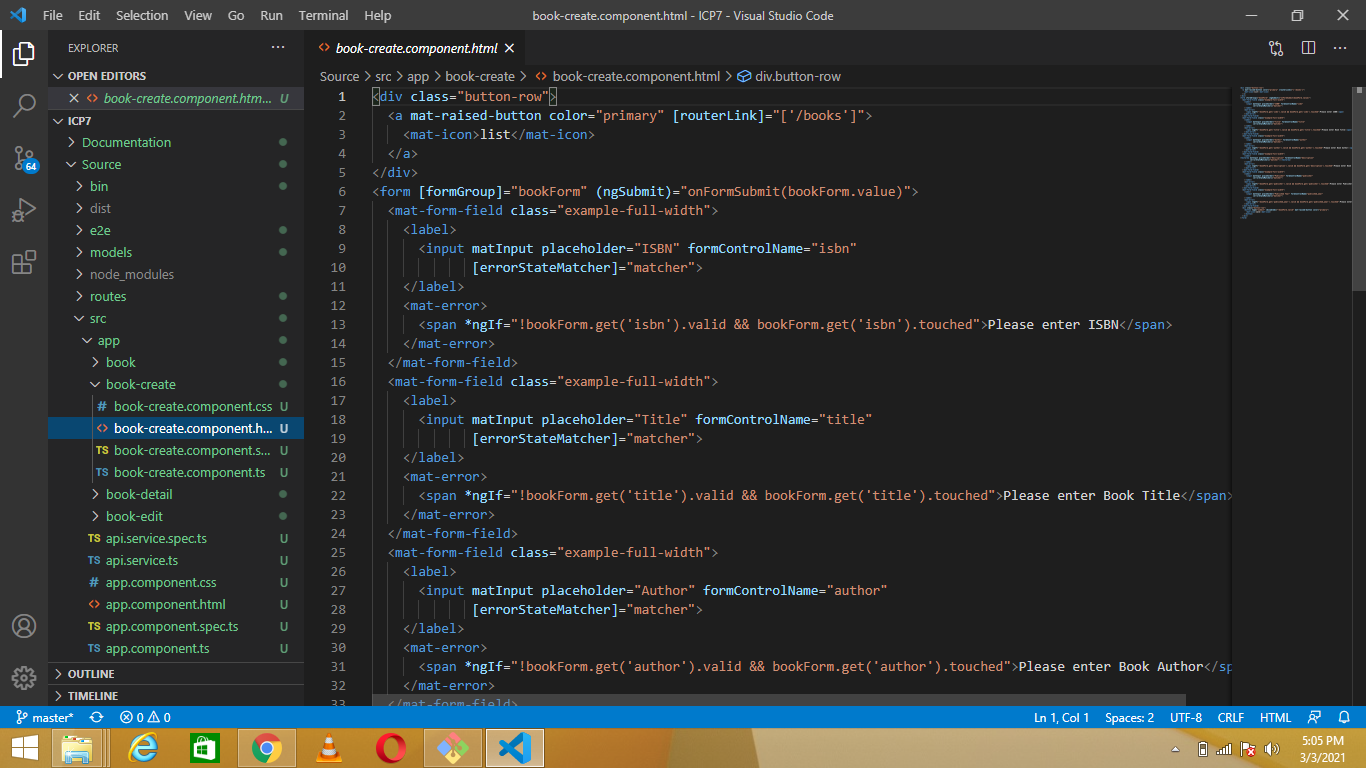 File Edit Selection View Go Run Terminal Help book-create.component.html - ICP7 - Visual Studio Code
EXPLORER
OPEN EDITORS
book-create.component.htm... U
ICP7
Documentation
Source
bin
dist
e2e
models
node_modules
routes
src
app
book
book-create
book-create.component.css U
book-create.component.h... U
book-create.component.s... U
book-create.component.ts U
book-detail
book-edit
api.service.spec.ts U
api.service.ts U
app.component.css U
app.component.html U
app.component.spec.ts U
app.component.ts U
OUTLINE
TIMELINE
64
book-create.component.html
Source > src > app > book-create > book-create.component.html > div.button-row
1 <div class="button-row">
2 <a mat-raised-button color="primary" [routerLink]="['/books']">
3 <mat-icon>list</mat-icon>
4 </a>
5 </div>
6 <form [formGroup]="bookForm" (ngSubmit)="onFormSubmit(bookForm.value)">
7 <mat-form-field class="example-full-width">
8 <label>
9 <input matInput placeholder="ISBN" formControlName="isbn"
10 [errorStateMatcher]="matcher">
11 </label>
12 <mat-error>
13 <span *ngIf="!bookForm.get('isbn').valid && bookForm.get('isbn').touched">Please enter ISBN</span>
14 </mat-error>
15 </mat-form-field>
16 <mat-form-field class="example-full-width">
17 <label>
18 <input matInput placeholder="Title" formControlName="title"
19 [errorStateMatcher]="matcher">
20 </label>
21 <mat-error>
22 <span *ngIf="!bookForm.get('title').valid && bookForm.get('title').touched">Please enter Book Title</span>
23 </mat-error>
24 </mat-form-field>
25 <mat-form-field class="example-full-width">
26 <label>
27 <input matInput placeholder="Author" formControlName="author"
28 [errorStateMatcher]="matcher">
29 </label>
30 <mat-error>
31 <span *ngIf="!bookForm.get('author').valid && bookForm.get('author').touched">Please enter Book Author</sp
32 </mat-error>
33 </mat-form-field>
master* 0 0 Ln 1, Col 1 Spaces: 2 UTF-8 CRLF HTML
5:05 PM
3/3/2021